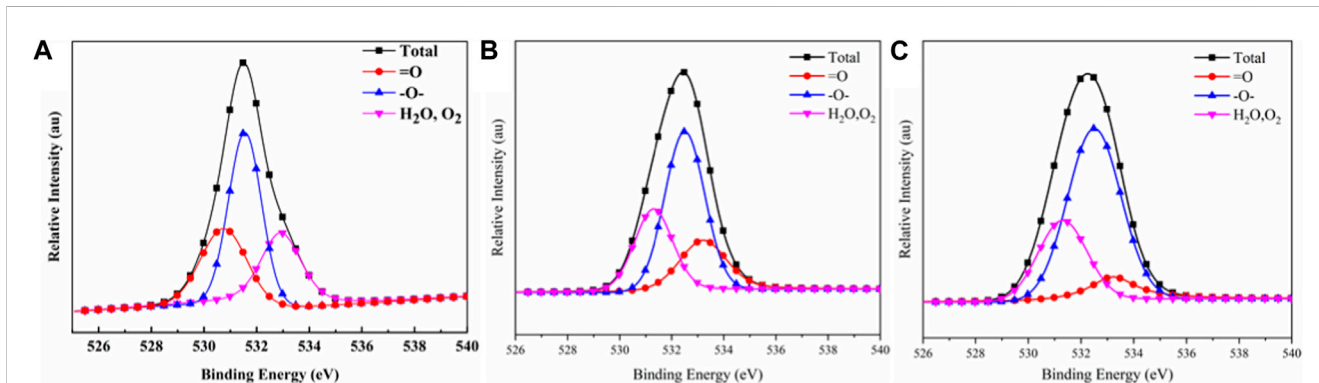 A
Total
=O
-O-
H₂O, O₂
Relative Intensity (au)
526 528 530 532 534 536 538 540
Binding Energy (eV)
B
Total
=O
-O-
H₂O,O₂
Relative Intensity (au)
526 528 530 532 534 536 538 540
Binding Energy (eV)
C
Total
=O
-O-
H₂O,O₂
Relative Intensity (au)
526 528 530 532 534 536 538 540
Binding Energy (eV)